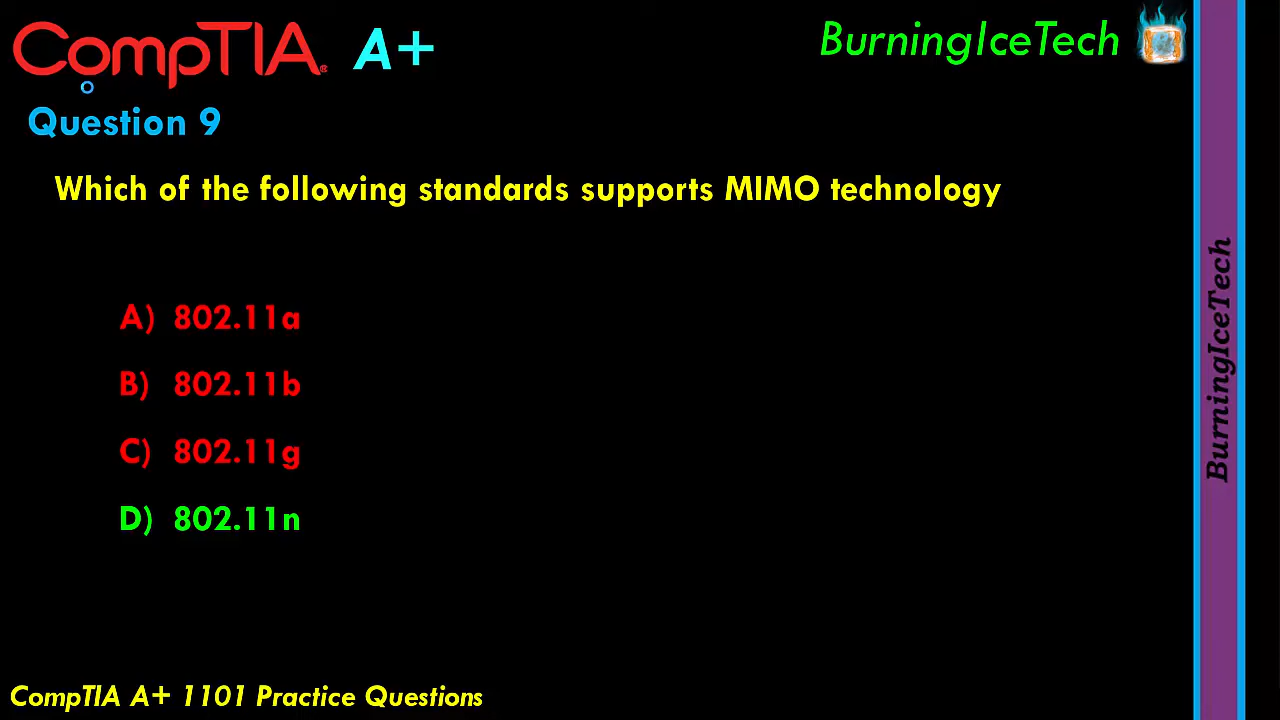 CompTIA® A+
BurningIceTech
Question 9
Which of the following standards supports MIMO technology
A) 802.11a
B) 802.11b
C) 802.11g
D) 802.11n
CompTIA A+ 1101 Practice Questions
BurningIceTech